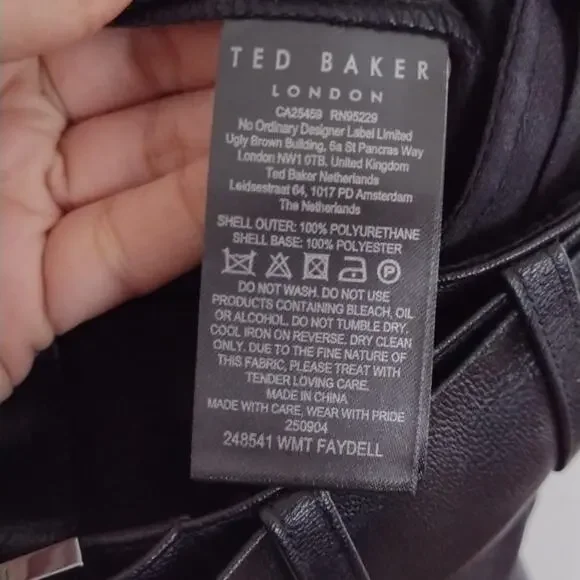 TED BAKER
LONDON
CA25459 RN95229
No Ordinary Designer Label Limited
Ugly Brown Building, 6a St Pancras Way
London NW1 0TB, United Kingdom
Ted Baker Netherlands
Leidsestraat 64, 1017 PD Amsterdam
The Netherlands
SHELL OUTER: 100% POLYURETHANE
SHELL BASE: 100% POLYESTER
P
DO NOT WASH. DO NOT USE
PRODUCTS CONTAINING BLEACH, OIL
OR ALCOHOL. DO NOT TUMBLE DRY.
COOL IRON ON REVERSE. DRY CLEAN
ONLY. DUE TO THE FINE NATURE OF
THIS FABRIC, PLEASE TREAT WITH
TENDER LOVING CARE.
MADE IN CHINA
MADE WITH CARE, WEAR WITH PRIDE
250904
248541 WMT FAYDELL